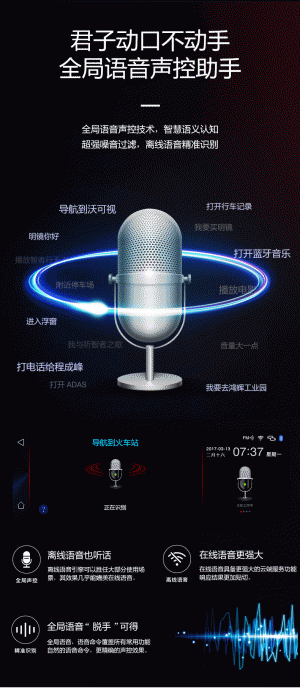 君子动口不动手
全局语音声控助手
全局语音声控技术，智慧语义认知
超强噪音过滤，离线语音精准识别
导航到沃可视
打开行车记录
我要买明镜
明镜你好
打开蓝牙音乐
附近停车场
播放电影
进入浮窗
我与听智者之歌
音量大一点
打电话给程成峰
打开 ADAS
我要去鸿辉工业园
导航到火车站
正在识别
FM
2017-03-13
二月十六
07:37 星期一
离线语音也听话
离线语音引擎可以胜任大部分使用场
景，其效果几乎能媲美在线语音。
全局声控
在线语音更强大
在线语音具备更强大的云端服务功能
响应结果更加贴切。
离线语音
全局语音“脱手”可得
全局语音、语音命令覆盖所有常用功能
自然的语音命令，更精确的声控效果。
精准识别